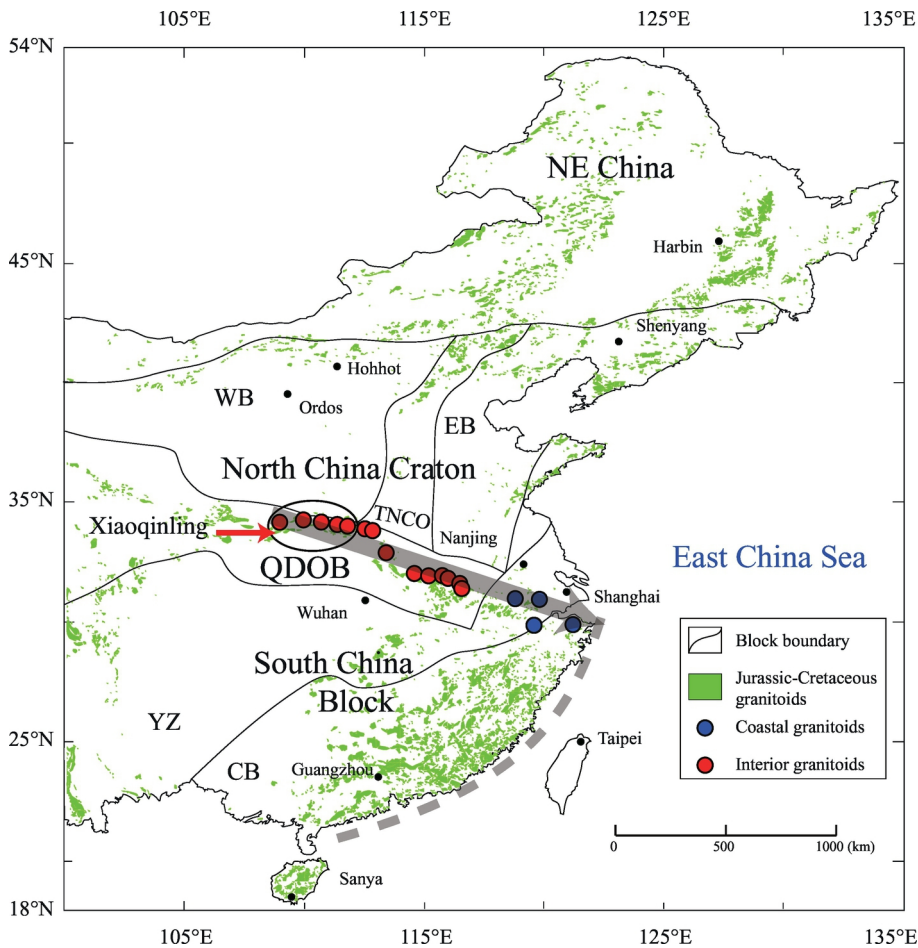 105°E
115°E
125°E
135°E
54°N
NE China
Harbin
45°N
Shenyang
Hohhot
WB
Ordos
EB
North China Craton
35°N
TNCO
Xiaoqinling
Nanjing
East China Sea
QDOB
Wuhan
Shanghai
Block boundary
South China
Block
Jurassic-Cretaceous
granitoids
YZ
Coastal granitoids
Taipei
25°N
CB
Guangzhou
Interior granitoids
0
500
1000 (km)
Sanya
18°N
105°E
115°E
125°E
135°E